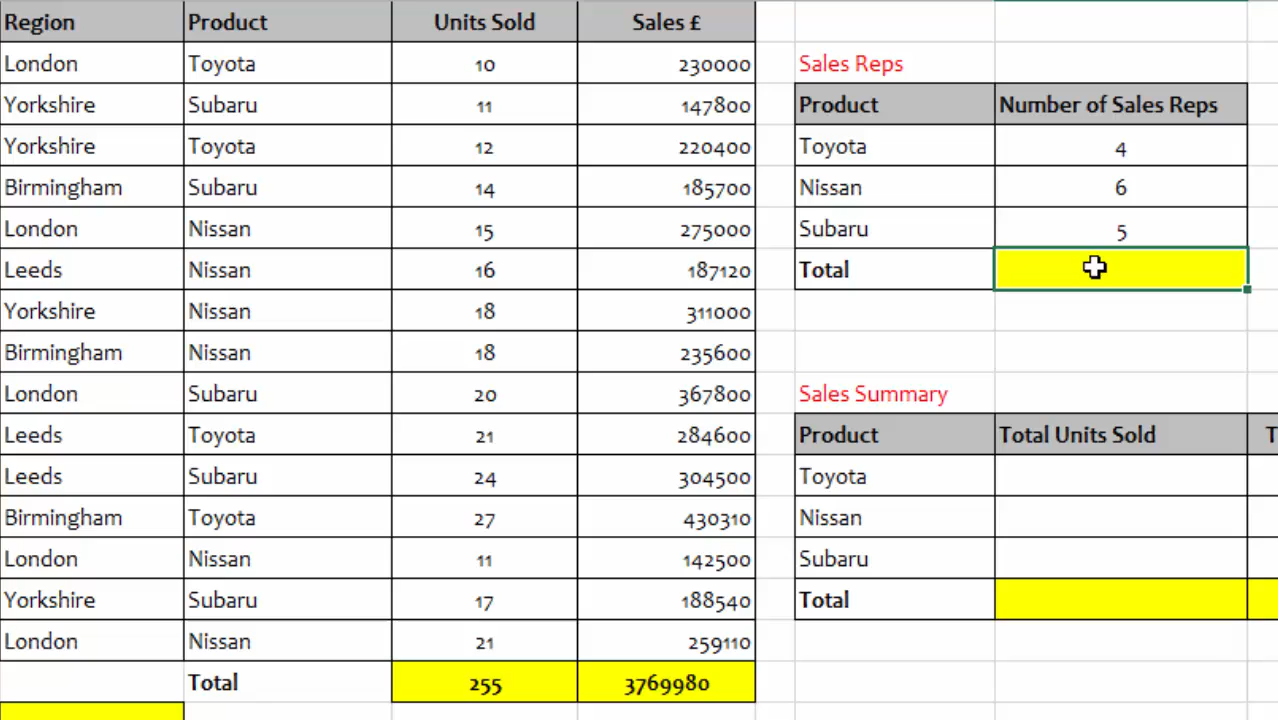 Region Product Units Sold Sales £
London Toyota 10 230000 Sales Reps
Yorkshire Subaru 11 147800 Product Number of Sales Reps
Yorkshire Toyota 12 220400 Toyota 4
Birmingham Subaru 14 185700 Nissan 6
London Nissan 15 275000 Subaru 5
Leeds Nissan 16 187120 Total
Yorkshire Nissan 18 311000
Birmingham Nissan 18 235600
London Subaru 20 367800 Sales Summary
Leeds Toyota 21 284600 Product Total Units Sold T
Leeds Subaru 24 304500 Toyota
Birmingham Toyota 27 430310 Nissan
London Nissan 11 142500 Subaru
Yorkshire Subaru 17 188540 Total
London Nissan 21 259110
Total 255 3769980